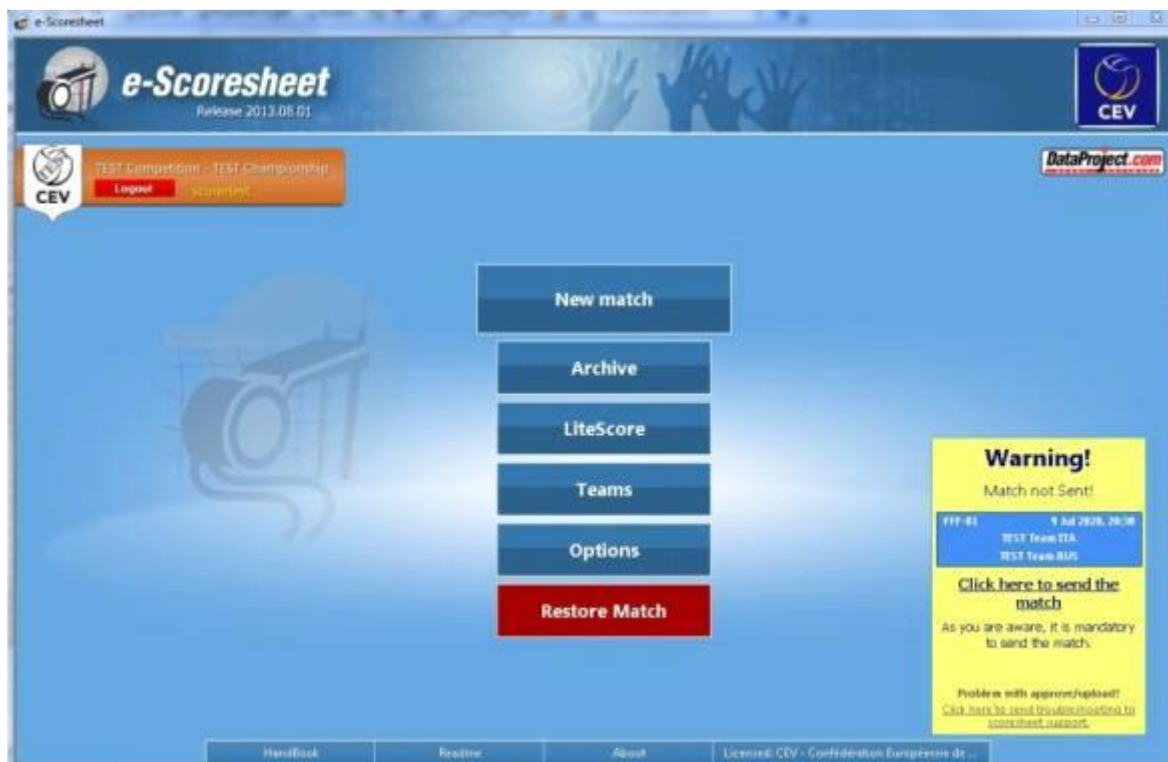 e-Scoresheet
e-Scoresheet
Release 2013.08.01
CEV
CEV
TEST Competition - TEST Championship
Logout
scorertest
DataProject.com
New match
Archive
LiteScore
Teams
Options
Restore Match
Warning!
Match not Sent!
FFF-01 9 Jul 2020, 20:30
TEST Team ITA
TEST Team RUS
Click here to send the
match
As you are aware, it is mandatory
to send the match.
Problem with approve/upload?
Click here to send troubleshooting to
scoresheet support.
HandBook
Readme
About
Licensed: CEV - Confédération Européenne de ...